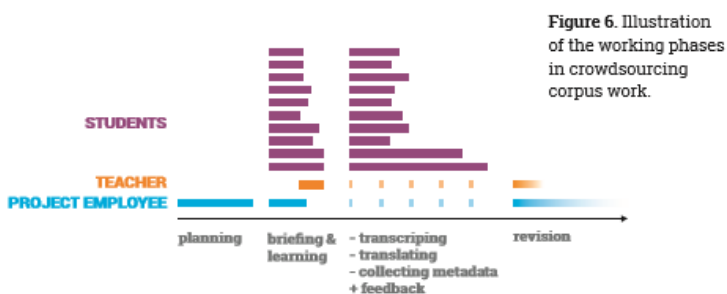 Figure 6. Illustration
of the working phases
in crowdsourcing
corpus work.
STUDENTS
TEACHER
PROJECT EMPLOYEE
planning
briefing &
learning
- transcriping
- translating
- collecting metadata
+ feedback
revision